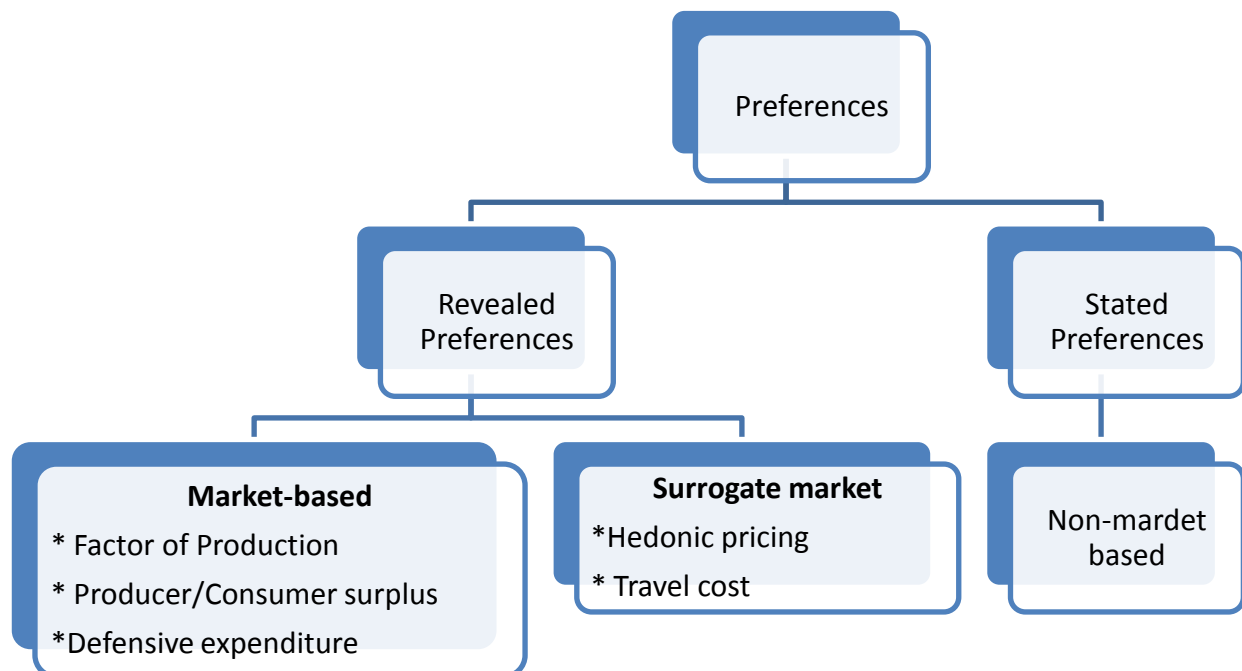 Preferences
Revealed
Preferences
Stated
Preferences
Market-based
* Factor of Production
* Producer/Consumer surplus
*Defensive expenditure
Surrogate market
*Hedonic pricing
* Travel cost
Non-mardet
based